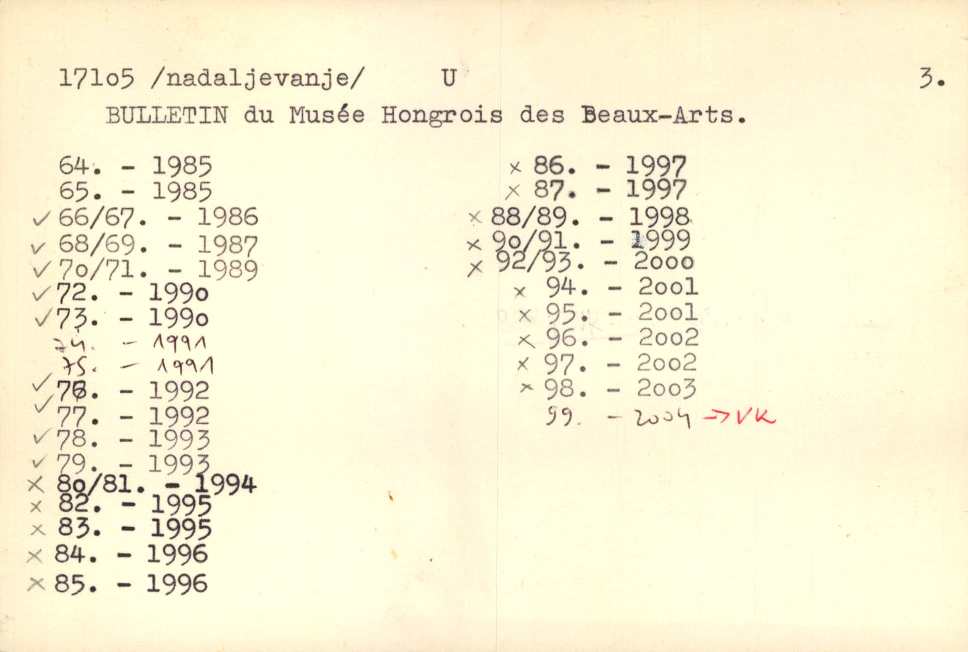 171o5 /nadaljevanje/ U 3.
BULLETIN du Musée Hongrois des Beaux-Arts.
64. - 1985
65. - 1985
✓ 66/67. - 1986
✓ 68/69. - 1987
✓ 7o/71. - 1989
✓ 72. - 199o
✓ 73. - 199o
74. - 1991
75. - 1991
✓ 76. - 1992
✓ 77. - 1992
✓ 78. - 1993
✓ 79. - 1993
× 8o/81. - 1994
× 82. - 1995
× 83. - 1995
× 84. - 1996
× 85. - 1996
× 86. - 1997
× 87. - 1997
× 88/89. - 1998
× 9o/91. - 1999
× 92/93. - 2ooo
× 94. - 2oo1
× 95. - 2oo1
× 96. - 2oo2
× 97. - 2oo2
× 98. - 2oo3
99. - 2004 → VK